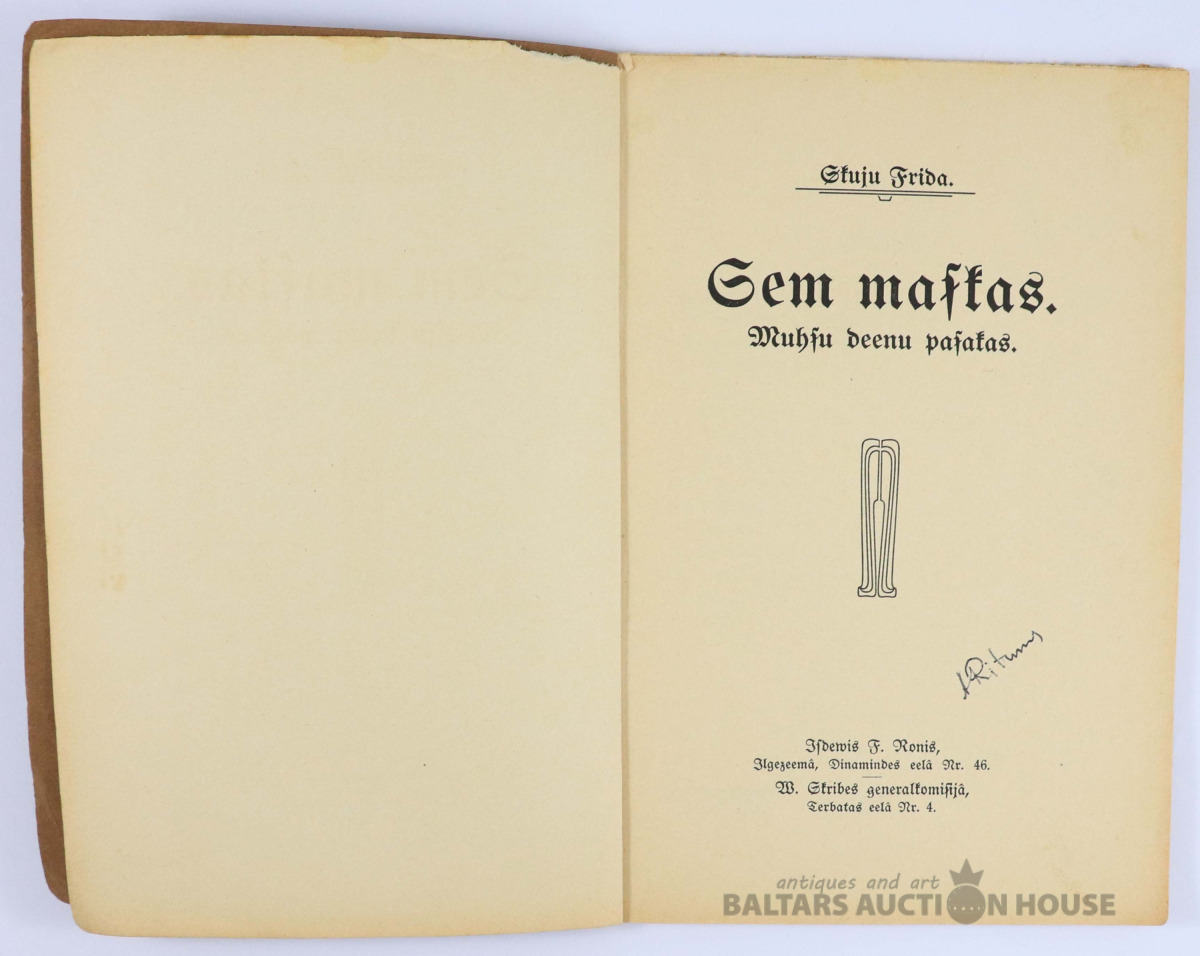 Skuju Frida.
Sem maſkas.
Muhſu deenu paſakas.
Iſdewis F. Ronis,
Ilgezeemâ, Dinamindes eelâ Nr. 46.
W. Skribes generalkomiſijâ,
Terbatas eelâ Nr. 4.
antiques and art
BALTARS AUCTION HOUSE